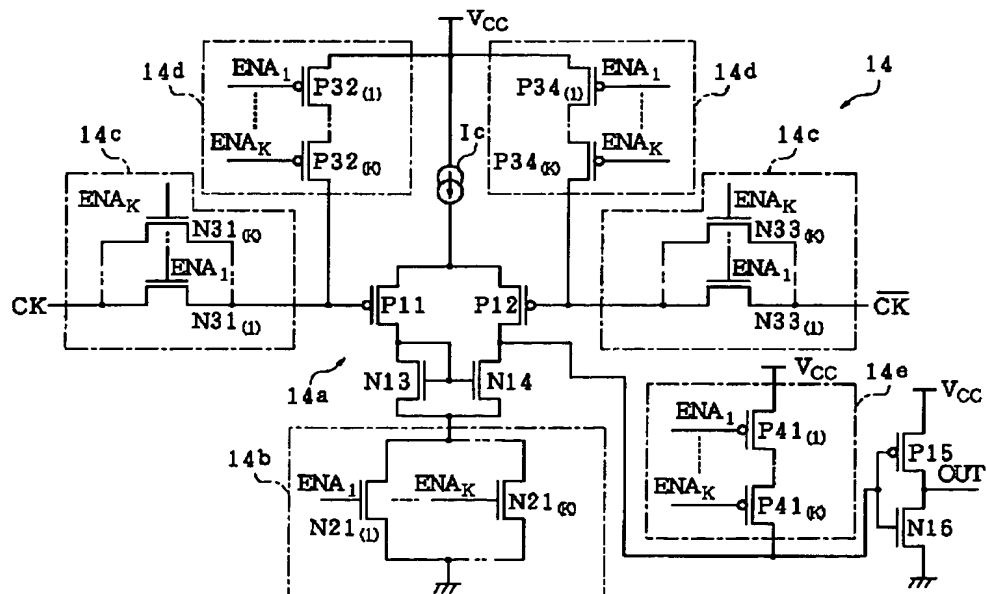 VCC
14d
ENA1
P32(1)
ENAK
P32(K)
P34(1)
ENA1
14d
P34(K)
ENAK
14
Ic
14c
ENAK
N31(K)
ENA1
N31(1)
CK
14c
ENAK
N33(K)
ENA1
N33(1)
CK
P11
P12
N13
N14
14a
14b
ENA1
N21(1)
ENAK
N21(K)
VCC
14e
ENA1
P41(1)
ENAK
P41(K)
VCC
P15
OUT
N16